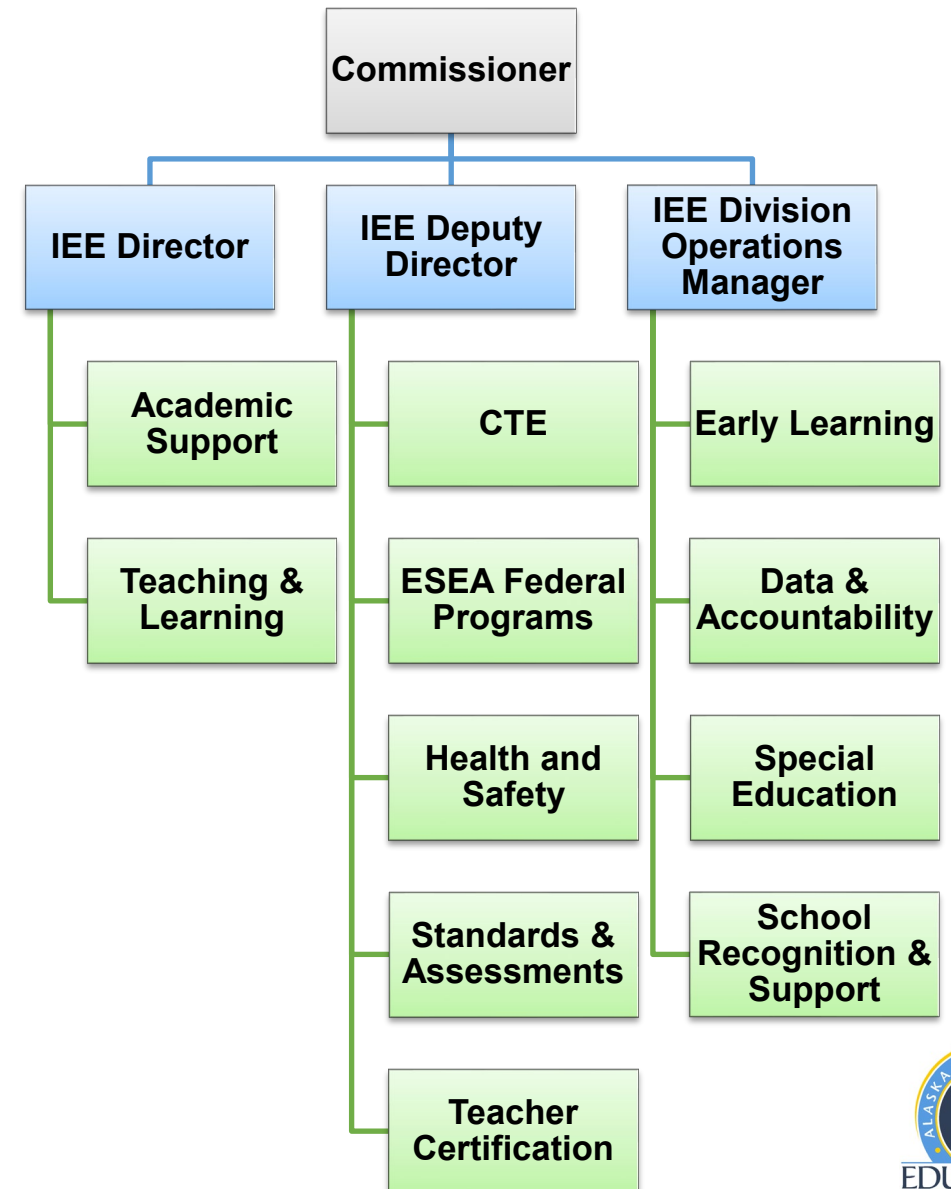 Commissioner
IEE Director
IEE Deputy
Director
IEE Division
Operations
Manager
Academic
Support
Teaching &
Learning
CTE
ESEA Federal
Programs
Health and
Safety
Standards &
Assessments
Teacher
Certification
Early Learning
Data &
Accountability
Special
Education
School
Recognition &
Support
ALASKA